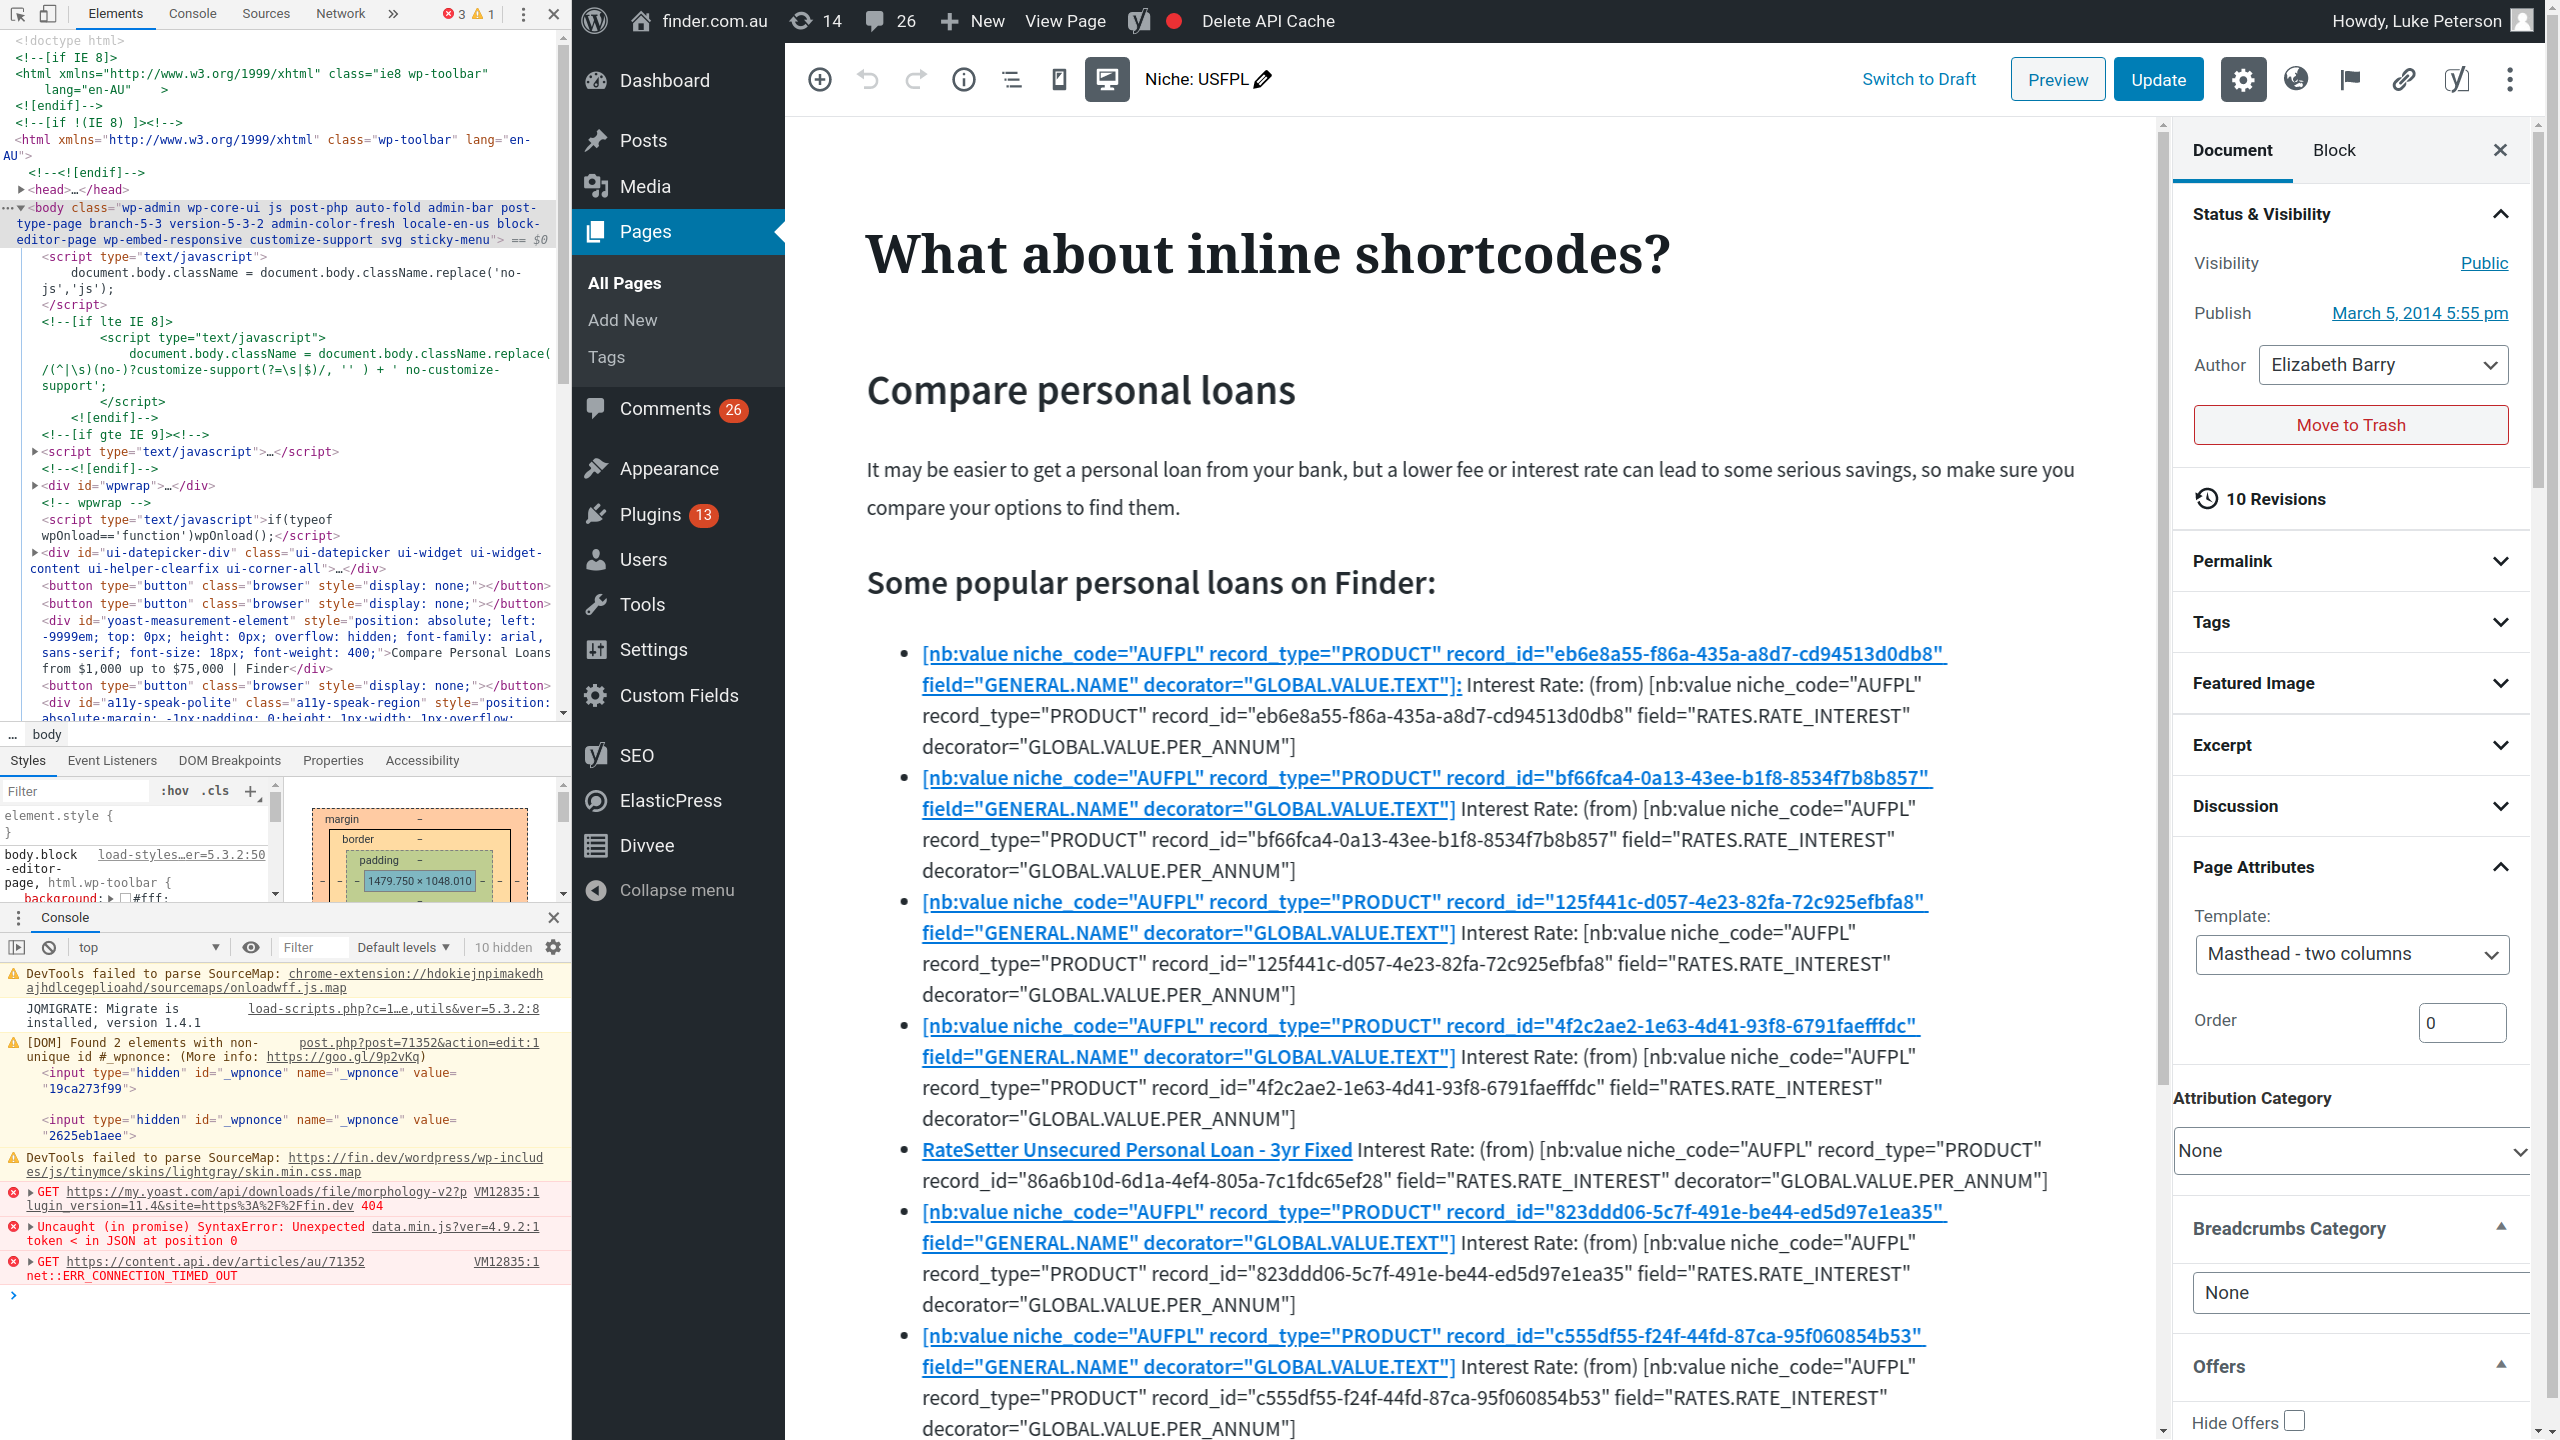 Elements Console Sources Network » 3 1
<!doctype html>
<!--[if IE 8]>
<html xmlns="http://www.w3.org/1999/xhtml" class="ie8 wp-toolbar"
lang="en-AU" >
<![endif]-->
<!--[if !(IE 8) ]><!-->
<html xmlns="http://www.w3.org/1999/xhtml" class="wp-toolbar" lang="en-
AU">
<!--<![endif]-->
<head>…</head>
<body class="wp-admin wp-core-ui js post-php auto-fold admin-bar post-
type-page branch-5-3 version-5-3-2 admin-color-fresh locale-en-us block-
editor-page wp-embed-responsive customize-support svg sticky-menu"> == $0
<script type="text/javascript">
document.body.className = document.body.className.replace('no-
js','js');
</script>
<!--[if lte IE 8]>
<script type="text/javascript">
document.body.className = document.body.className.replace(
/(^|\s)(no-)?customize-support(?=\s|$)/, '' ) + ' no-customize-
support';
</script>
<![endif]-->
<!--[if gte IE 9]><!-->
<script type="text/javascript">…</script>
<!--<![endif]-->
<div id="wpwrap">…</div>
<!-- wpwrap -->
<script type="text/javascript">if(typeof
wpOnload=='function')wpOnload();</script>
<div id="ui-datepicker-div" class="ui-datepicker ui-widget ui-widget-
content ui-helper-clearfix ui-corner-all">…</div>
<button type="button" class="browser" style="display: none;"></button>
<button type="button" class="browser" style="display: none;"></button>
<div id="yoast-measurement-element" style="position: absolute; left:
-9999em; top: 0px; height: 0px; overflow: hidden; font-family: arial,
sans-serif; font-size: 18px; font-weight: 400;">Compare Personal Loans
from $1,000 up to $75,000 | Finder</div>
<button type="button" class="browser" style="display: none;"></button>
<div id="a11y-speak-polite" class="a11y-speak-region" style="position:
absolute;margin: -1px;padding: 0;height: 1px;width: 1px;overflow:
... body
Styles Event Listeners DOM Breakpoints Properties Accessibility
Filter :hov .cls +
element.style {
}
body.block load-styles…er=5.3.2:50
-editor-
page, html.wp-toolbar {
background: #fff;
margin –
border –
padding –
– – – 1479.750 × 1048.010 – – –
Console
top Filter Default levels 10 hidden
DevTools failed to parse SourceMap: chrome-extension://hdokiejnpimakedh
ajhdlcegeplioahd/sourcemaps/onloadwff.js.map
JQMIGRATE: Migrate is load-scripts.php?c=1…e,utils&ver=5.3.2:8
installed, version 1.4.1
[DOM] Found 2 elements with non- post.php?post=71352&action=edit:1
unique id #_wpnonce: (More info: https://goo.gl/9p2vKq)
<input type="hidden" id="_wpnonce" name="_wpnonce" value=
"19ca273f99">
<input type="hidden" id="_wpnonce" name="_wpnonce" value=
"2625eb1aee">
DevTools failed to parse SourceMap: https://fin.dev/wordpress/wp-includ
es/js/tinymce/skins/lightgray/skin.min.css.map
GET https://my.yoast.com/api/downloads/file/morphology-v2?p VM12835:1
lugin_version=11.4&site=https%3A%2F%2Ffin.dev 404
Uncaught (in promise) SyntaxError: Unexpected data.min.js?ver=4.9.2:1
token < in JSON at position 0
GET https://content.api.dev/articles/au/71352 VM12835:1
net::ERR_CONNECTION_TIMED_OUT
>
finder.com.au 14 26 New View Page Delete API Cache Howdy, Luke Peterson
Dashboard
Posts
Media
Pages
All Pages
Add New
Tags
Comments 26
Appearance
Plugins 13
Users
Tools
Settings
Custom Fields
SEO
ElasticPress
Divvee
Collapse menu
Niche: USFPL Switch to Draft Preview Update
What about inline shortcodes?
Compare personal loans
It may be easier to get a personal loan from your bank, but a lower fee or interest rate can lead to some serious savings, so make sure you
compare your options to find them.
Some popular personal loans on Finder:
• [nb:value niche_code="AUFPL" record_type="PRODUCT" record_id="eb6e8a55-f86a-435a-a8d7-cd94513d0db8"
field="GENERAL.NAME" decorator="GLOBAL.VALUE.TEXT"]: Interest Rate: (from) [nb:value niche_code="AUFPL"
record_type="PRODUCT" record_id="eb6e8a55-f86a-435a-a8d7-cd94513d0db8" field="RATES.RATE_INTEREST"
decorator="GLOBAL.VALUE.PER_ANNUM"]
• [nb:value niche_code="AUFPL" record_type="PRODUCT" record_id="bf66fca4-0a13-43ee-b1f8-8534f7b8b857"
field="GENERAL.NAME" decorator="GLOBAL.VALUE.TEXT"] Interest Rate: (from) [nb:value niche_code="AUFPL"
record_type="PRODUCT" record_id="bf66fca4-0a13-43ee-b1f8-8534f7b8b857" field="RATES.RATE_INTEREST"
decorator="GLOBAL.VALUE.PER_ANNUM"]
• [nb:value niche_code="AUFPL" record_type="PRODUCT" record_id="125f441c-d057-4e23-82fa-72c925efbfa8"
field="GENERAL.NAME" decorator="GLOBAL.VALUE.TEXT"] Interest Rate: [nb:value niche_code="AUFPL"
record_type="PRODUCT" record_id="125f441c-d057-4e23-82fa-72c925efbfa8" field="RATES.RATE_INTEREST"
decorator="GLOBAL.VALUE.PER_ANNUM"]
• [nb:value niche_code="AUFPL" record_type="PRODUCT" record_id="4f2c2ae2-1e63-4d41-93f8-6791faefffdc"
field="GENERAL.NAME" decorator="GLOBAL.VALUE.TEXT"] Interest Rate: (from) [nb:value niche_code="AUFPL"
record_type="PRODUCT" record_id="4f2c2ae2-1e63-4d41-93f8-6791faefffdc" field="RATES.RATE_INTEREST"
decorator="GLOBAL.VALUE.PER_ANNUM"]
• RateSetter Unsecured Personal Loan - 3yr Fixed Interest Rate: (from) [nb:value niche_code="AUFPL" record_type="PRODUCT"
record_id="86a6b10d-6d1a-4ef4-805a-7c1fdc65ef28" field="RATES.RATE_INTEREST" decorator="GLOBAL.VALUE.PER_ANNUM"]
• [nb:value niche_code="AUFPL" record_type="PRODUCT" record_id="823ddd06-5c7f-491e-be44-ed5d97e1ea35"
field="GENERAL.NAME" decorator="GLOBAL.VALUE.TEXT"] Interest Rate: (from) [nb:value niche_code="AUFPL"
record_type="PRODUCT" record_id="823ddd06-5c7f-491e-be44-ed5d97e1ea35" field="RATES.RATE_INTEREST"
decorator="GLOBAL.VALUE.PER_ANNUM"]
• [nb:value niche_code="AUFPL" record_type="PRODUCT" record_id="c555df55-f24f-44fd-87ca-95f060854b53"
field="GENERAL.NAME" decorator="GLOBAL.VALUE.TEXT"] Interest Rate: (from) [nb:value niche_code="AUFPL"
record_type="PRODUCT" record_id="c555df55-f24f-44fd-87ca-95f060854b53" field="RATES.RATE_INTEREST"
decorator="GLOBAL.VALUE.PER_ANNUM"]
Document Block
Status & Visibility
Visibility Public
Publish March 5, 2014 5:55 pm
Author Elizabeth Barry
Move to Trash
10 Revisions
Permalink
Tags
Featured Image
Excerpt
Discussion
Page Attributes
Template:
Masthead - two columns
Order 0
Attribution Category
None
Breadcrumbs Category
None
Offers
Hide Offers